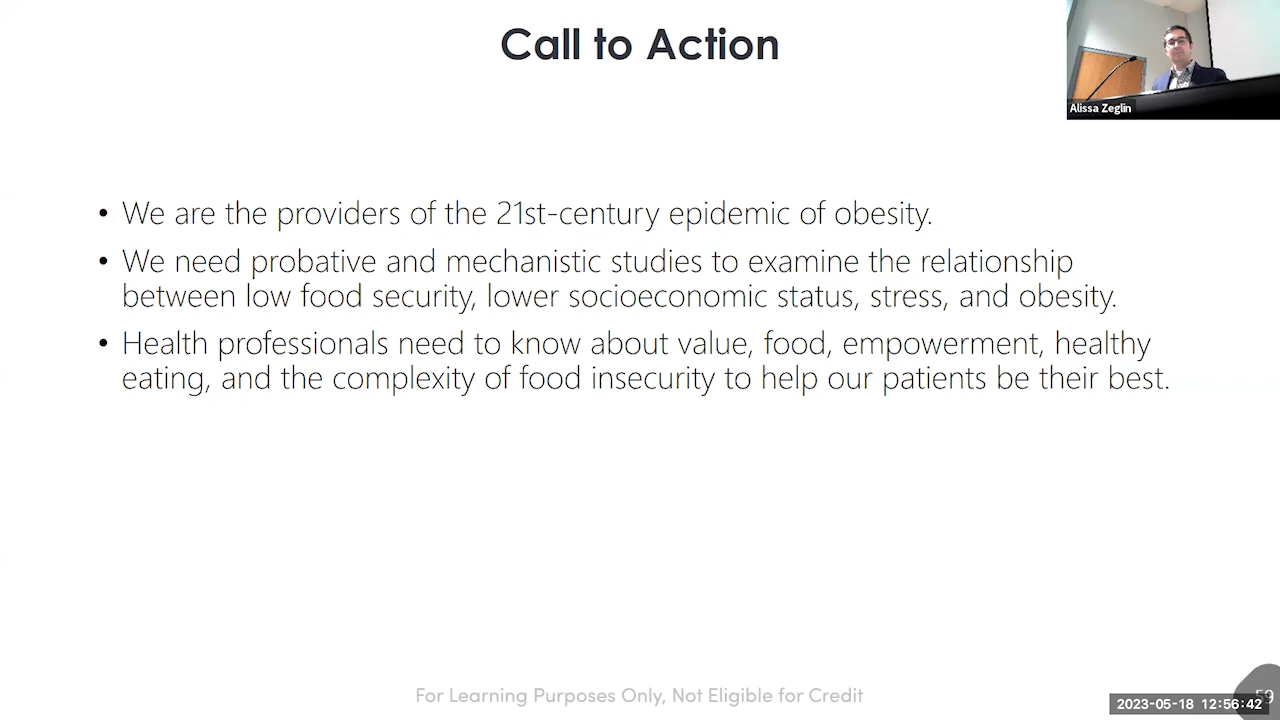 Call to Action
Alissa Zeglin
• We are the providers of the 21st-century epidemic of obesity.
• We need probative and mechanistic studies to examine the relationship
between low food security, lower socioeconomic status, stress, and obesity.
• Health professionals need to know about value, food, empowerment, healthy
eating, and the complexity of food insecurity to help our patients be their best.
For Learning Purposes Only, Not Eligible for Credit
59
2023-05-18 12:56:42